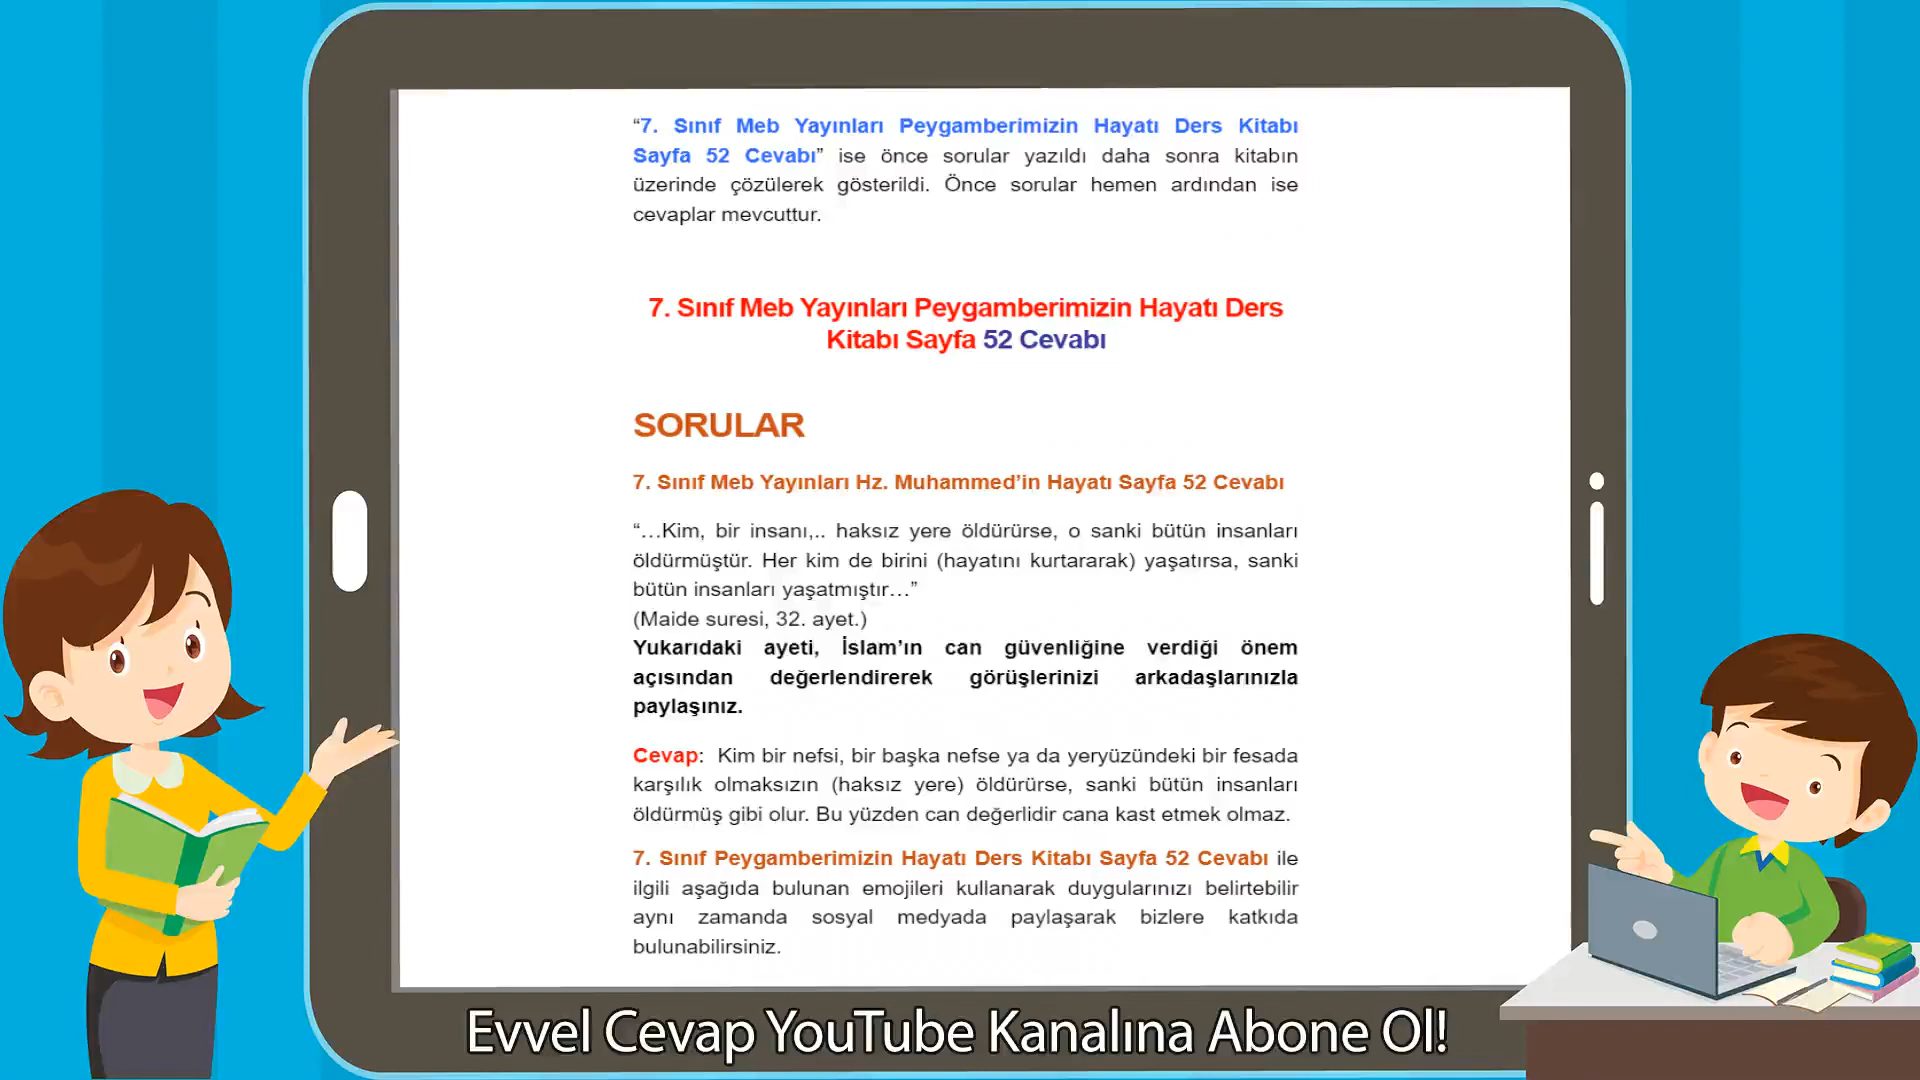 “7. Sınıf Meb Yayınları Peygamberimizin Hayatı Ders Kitabı
Sayfa 52 Cevabı” ise önce sorular yazıldı daha sonra kitabın
üzerinde çözülerek gösterildi. Önce sorular hemen ardından ise
cevaplar mevcuttur.
7. Sınıf Meb Yayınları Peygamberimizin Hayatı Ders
Kitabı Sayfa 52 Cevabı
SORULAR
7. Sınıf Meb Yayınları Hz. Muhammed’in Hayatı Sayfa 52 Cevabı
“…Kim, bir insanı,.. haksız yere öldürürse, o sanki bütün insanları
öldürmüştür. Her kim de birini (hayatını kurtararak) yaşatırsa, sanki
bütün insanları yaşatmıştır…”
(Maide suresi, 32. ayet.)
Yukarıdaki ayeti, İslam’ın can güvenliğine verdiği önem
açısından değerlendirerek görüşlerinizi arkadaşlarınızla
paylaşınız.
Cevap: Kim bir nefsi, bir başka nefse ya da yeryüzündeki bir fesada
karşılık olmaksızın (haksız yere) öldürürse, sanki bütün insanları
öldürmüş gibi olur. Bu yüzden can değerlidir cana kast etmek olmaz.
7. Sınıf Peygamberimizin Hayatı Ders Kitabı Sayfa 52 Cevabı ile
ilgili aşağıda bulunan emojileri kullanarak duygularınızı belirtebilir
aynı zamanda sosyal medyada paylaşarak bizlere katkıda
bulunabilirsiniz.
Evvel Cevap YouTube Kanalına Abone Ol!